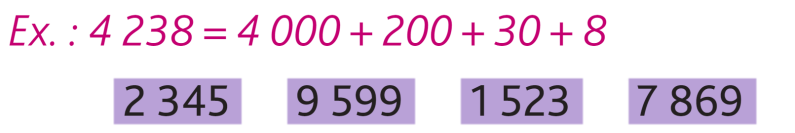 Ex. : 4 238 = 4 000 + 200 + 30 + 8
2 345 9 599 1 523 7 869